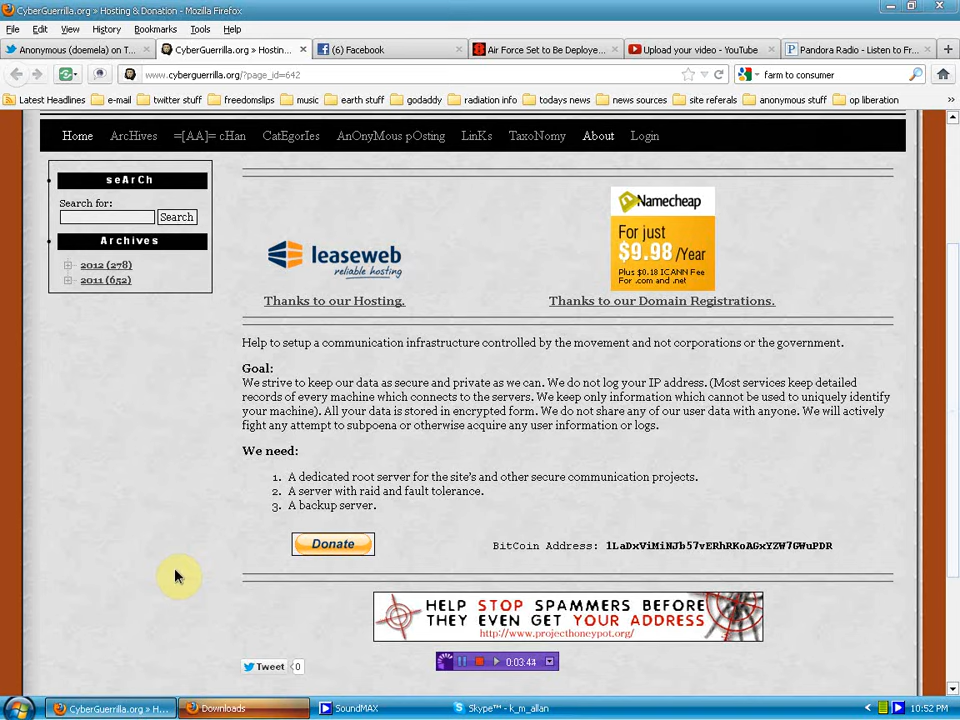 CyberGuerrilla.org » Hosting & Donation - Mozilla Firefox
File Edit View History Bookmarks Tools Help
Anonymous (doemela) on T...
CyberGuerrilla.org » Hostin...
(6) Facebook
Air Force Set to Be Deploye...
Upload your video - YouTube
Pandora Radio - Listen to Fr...
www.cyberguerrilla.org/?page_id=642
farm to consumer
Latest Headlines e-mail twitter stuff freedomslips music earth stuff godaddy radiation info todays news news sources site referals anonymous stuff op liberation »
Home ArcHives =[AA]= cHan CatEgorIes AnOnyMous pOsting LinKs TaxoNomy About Login
seArCh
Search for:
Search
Archives
2012 (278)
2011 (652)
leaseweb
reliable hosting
Thanks to our Hosting.
Namecheap
For just
$9.98 /Year
Plus $0.18 ICANN Fee
For .com and .net
Thanks to our Domain Registrations.
Help to setup a communication infrastructure controlled by the movement and not corporations or the government.
Goal:
We strive to keep our data as secure and private as we can. We do not log your IP address. (Most services keep detailed
records of every machine which connects to the servers. We keep only information which cannot be used to uniquely identify
your machine). All your data is stored in encrypted form. We do not share any of our user data with anyone. We will actively
fight any attempt to subpoena or otherwise acquire any user information or logs.
We need:
1. A dedicated root server for the site's and other secure communication projects.
2. A server with raid and fault tolerance.
3. A backup server.
Donate
BitCoin Address: 1LaDxViMiNJb57vERhRKoAGxYZW7GWuPDR
HELP STOP SPAMMERS BEFORE
THEY EVEN GET YOUR ADDRESS
http://www.projecthoneypot.org/
Tweet 0
0:03:44
CyberGuerrilla.org » H...
Downloads
SoundMAX
Skype™ - k_m_allan
10:52 PM